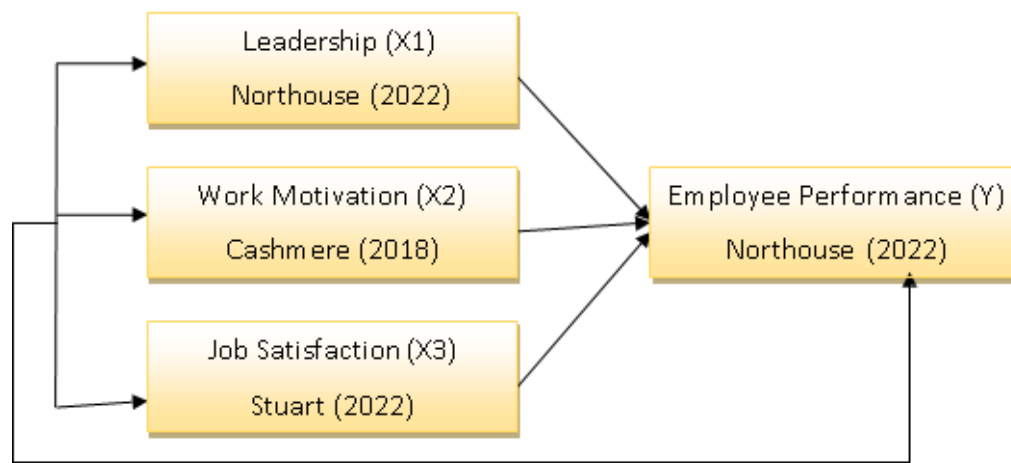 Leadership (X1)
Northouse (2022)
Work Motivation (X2)
Cashmere (2018)
Job Satisfaction (X3)
Stuart (2022)
Employee Performance (Y)
Northouse (2022)